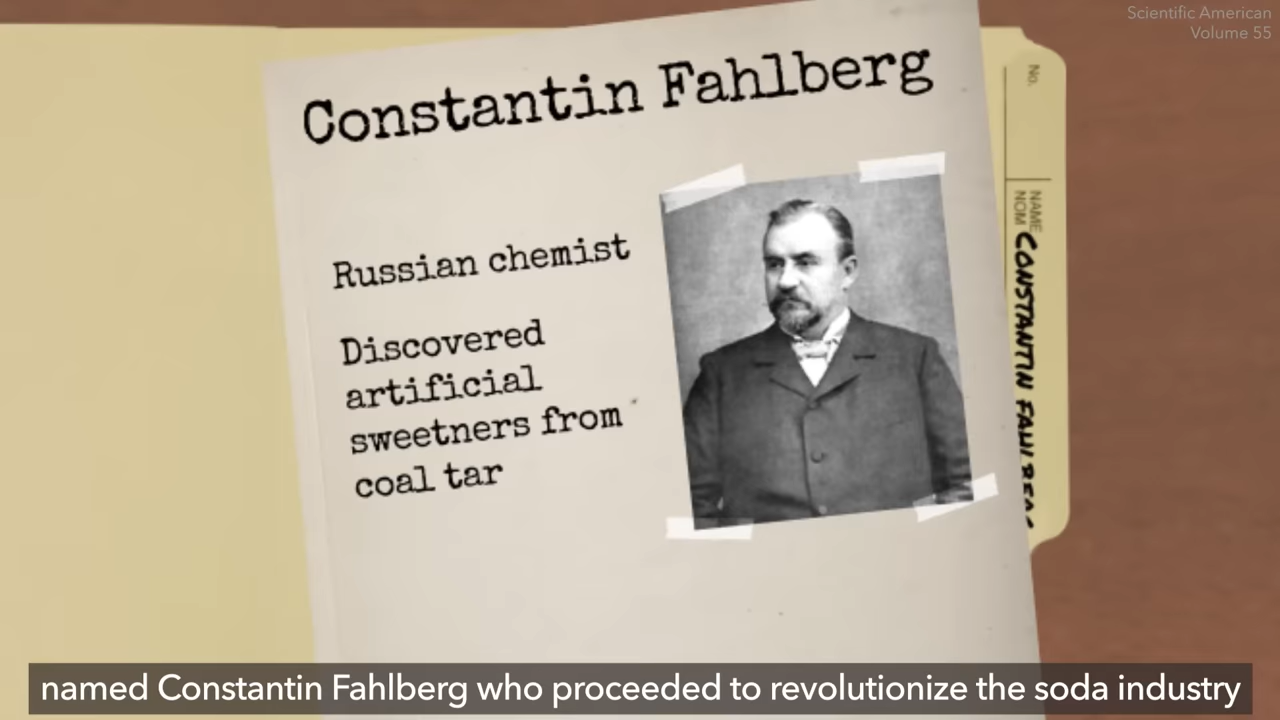 Scientific American
Volume 55
Constantin Fahlberg
Russian chemist
Discovered
artificial
sweetners from
coal tar
No.
NAME
NOM
CONSTANTIN FAHLBERG
named Constantin Fahlberg who proceeded to revolutionize the soda industry